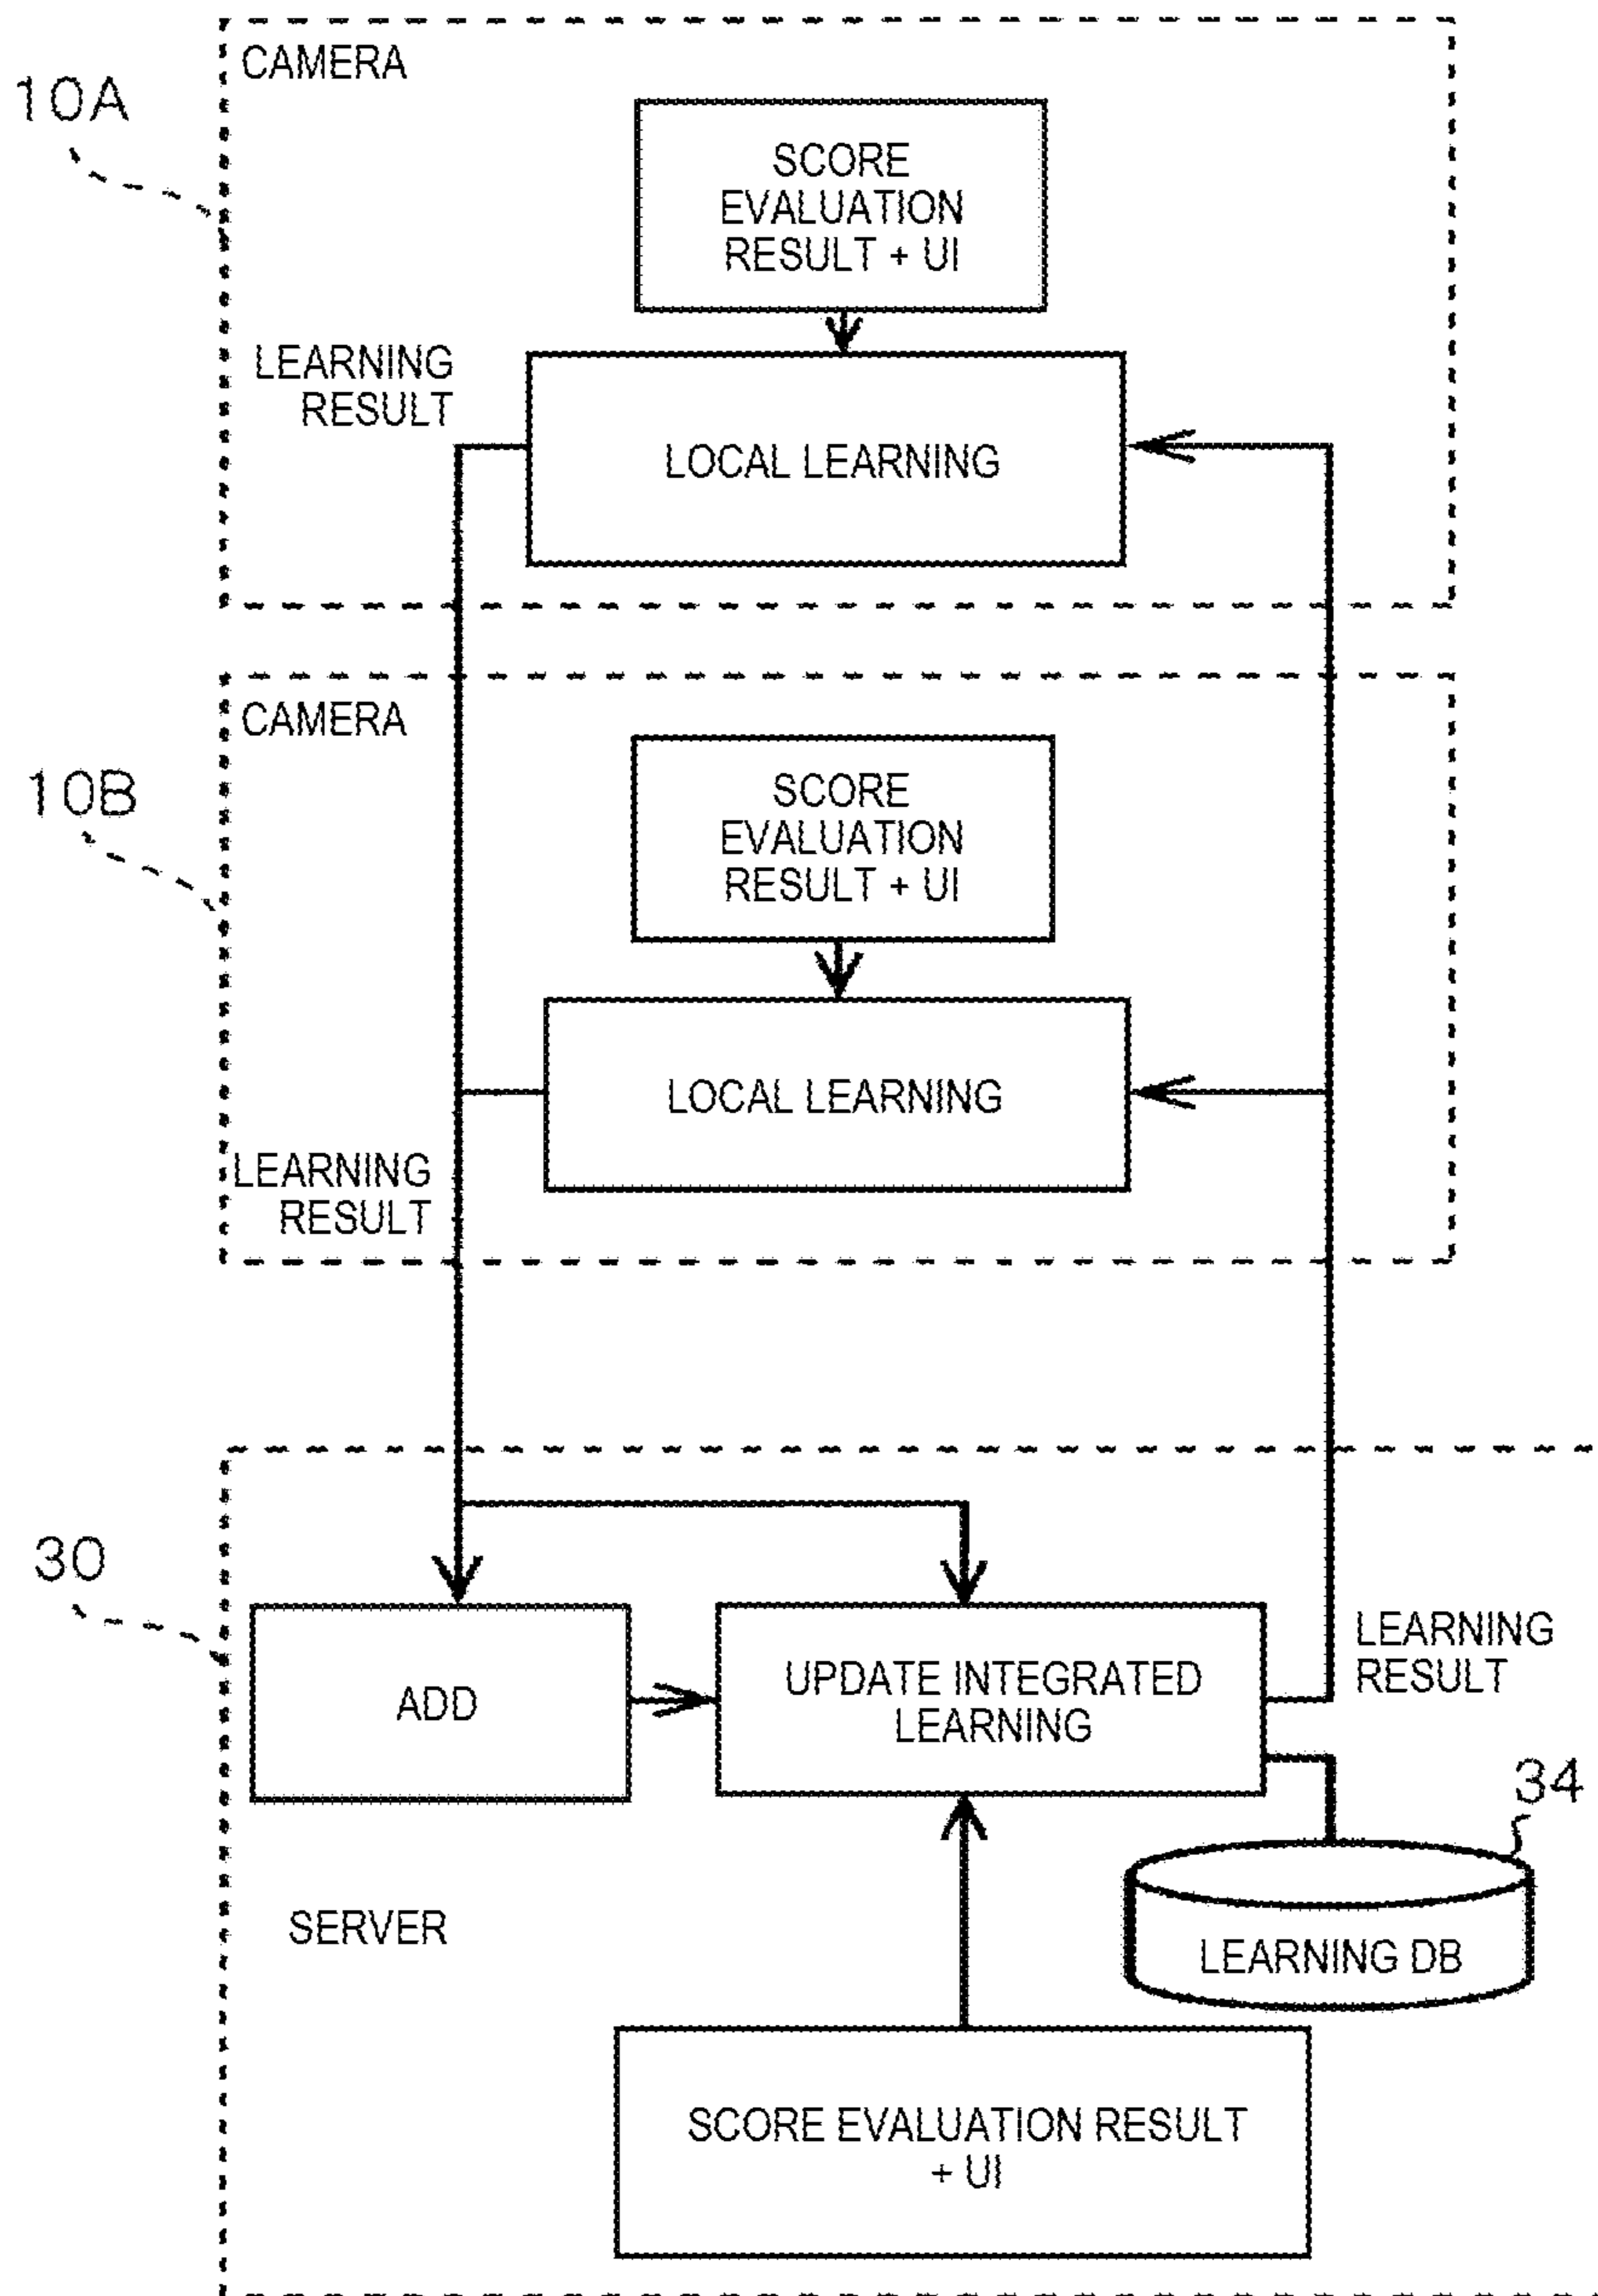 CAMERA
10A
SCORE
EVALUATION
RESULT + UI
LEARNING
RESULT
LOCAL LEARNING
CAMERA
10B
SCORE
EVALUATION
RESULT + UI
LOCAL LEARNING
LEARNING
RESULT
30
ADD
UPDATE INTEGRATED
LEARNING
LEARNING
RESULT
34
LEARNING DB
SERVER
SCORE EVALUATION RESULT
+ UI